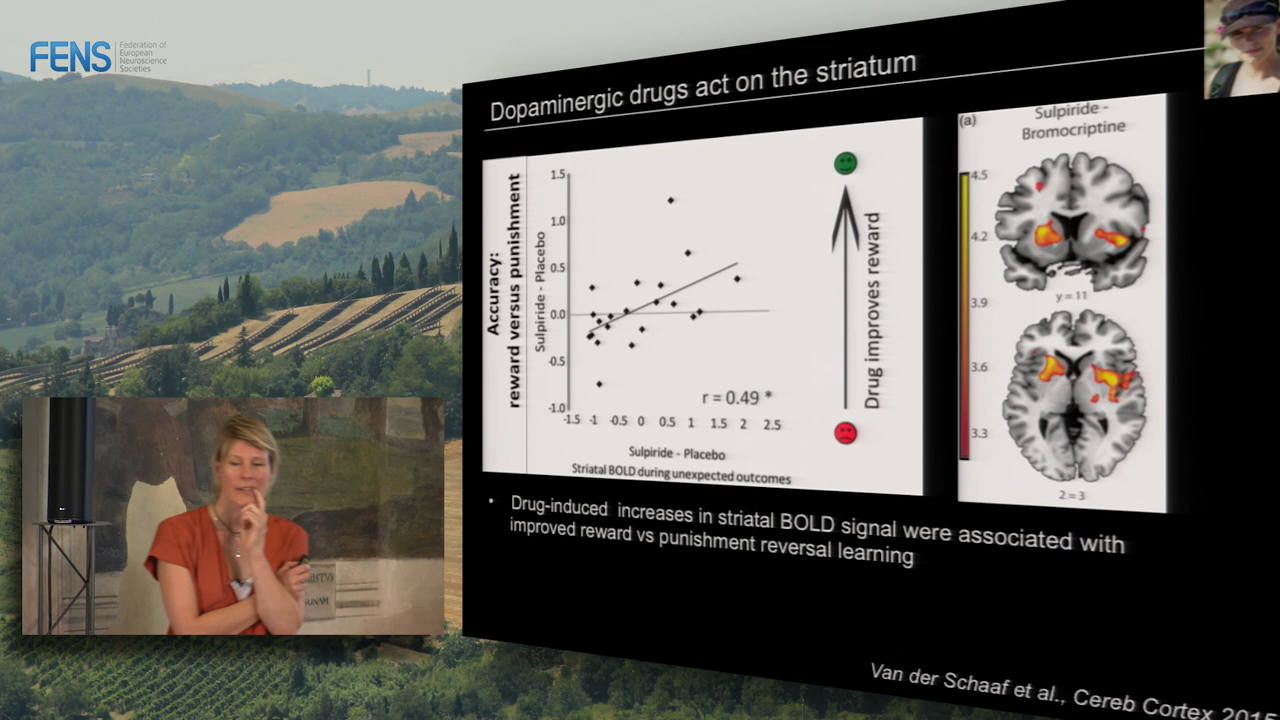 FENS
Federation of
European
Neuroscience
Societies
Dopaminergic drugs act on the striatum
Accuracy:
reward versus punishment
Sulpiride - Placebo
1.5
1.0
0.5
0.0
-0.5
-1.0
-1.5 -1 -0.5 0 0.5 1 1.5 2 2.5
r = 0.49 *
Sulpiride - Placebo
Striatal BOLD during unexpected outcomes
Drug improves reward
(a)
Sulpiride -
Bromocriptine
4.5
4.2
3.9
3.6
3.3
y = 11
2 = 3
• Drug-induced increases in striatal BOLD signal were associated with
improved reward vs punishment reversal learning
Van der Schaaf et al., Cereb Cortex